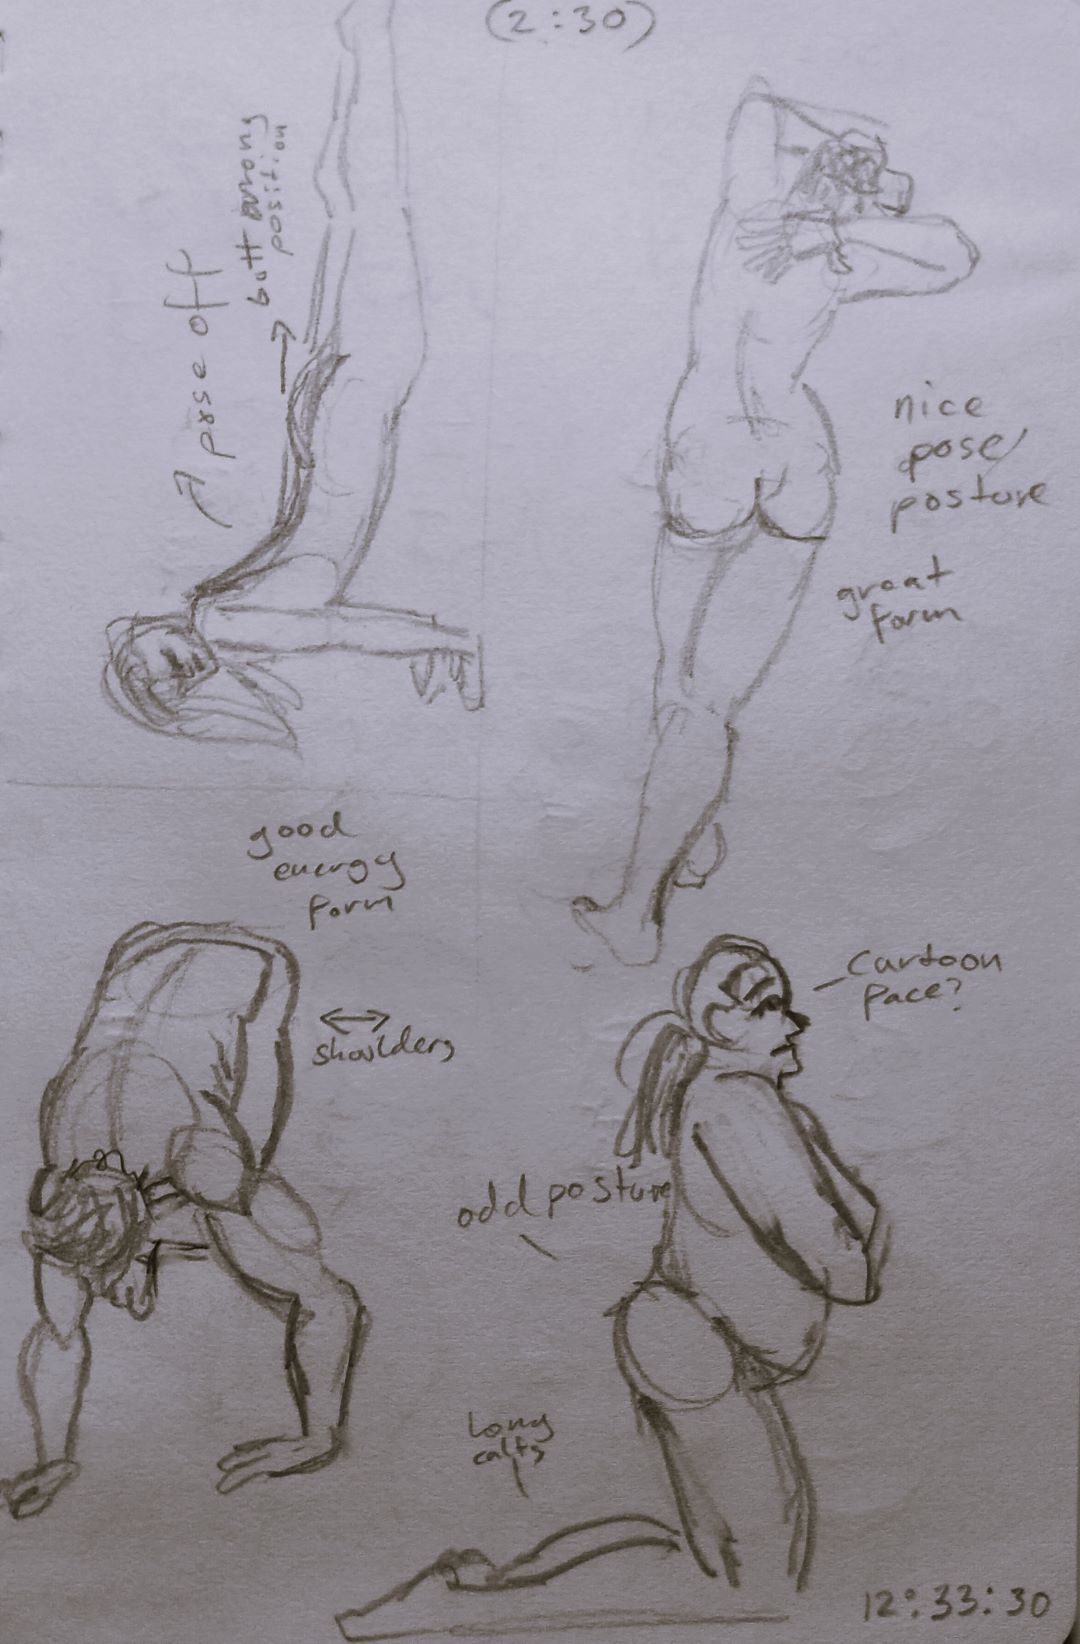 (2:30)
butt wrong
position
pose off
nice
pose/
posture
great
form
good
energy
form
shoulders
cartoon
face?
odd posture
long
calfs
12:33:30